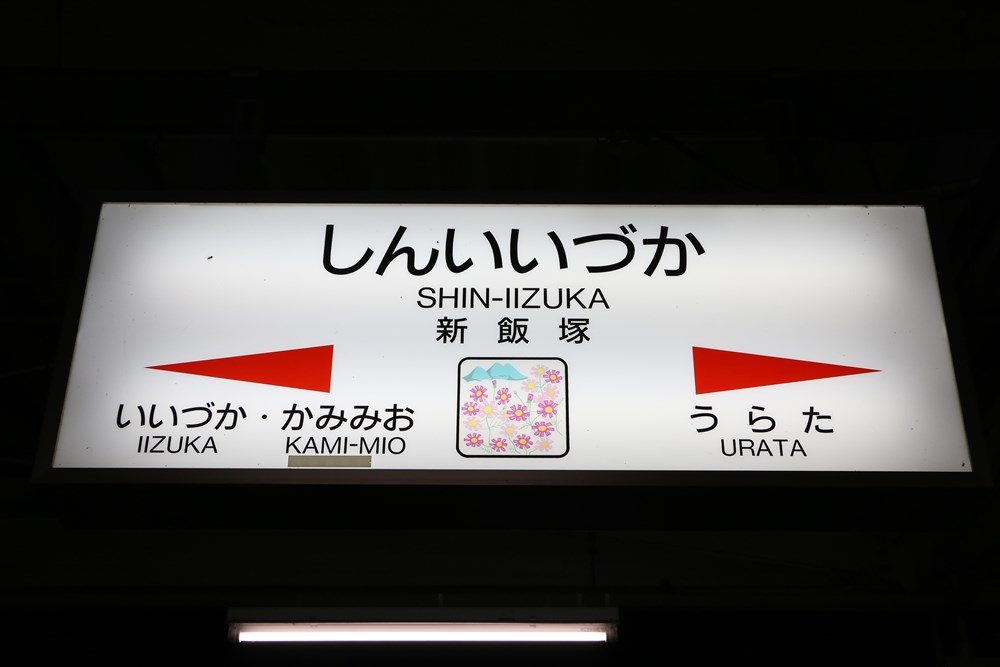 しんいいづか
SHIN-IIZUKA
新飯塚
いいづか・かみみお
IIZUKA KAMI-MIO
うらた
URATA